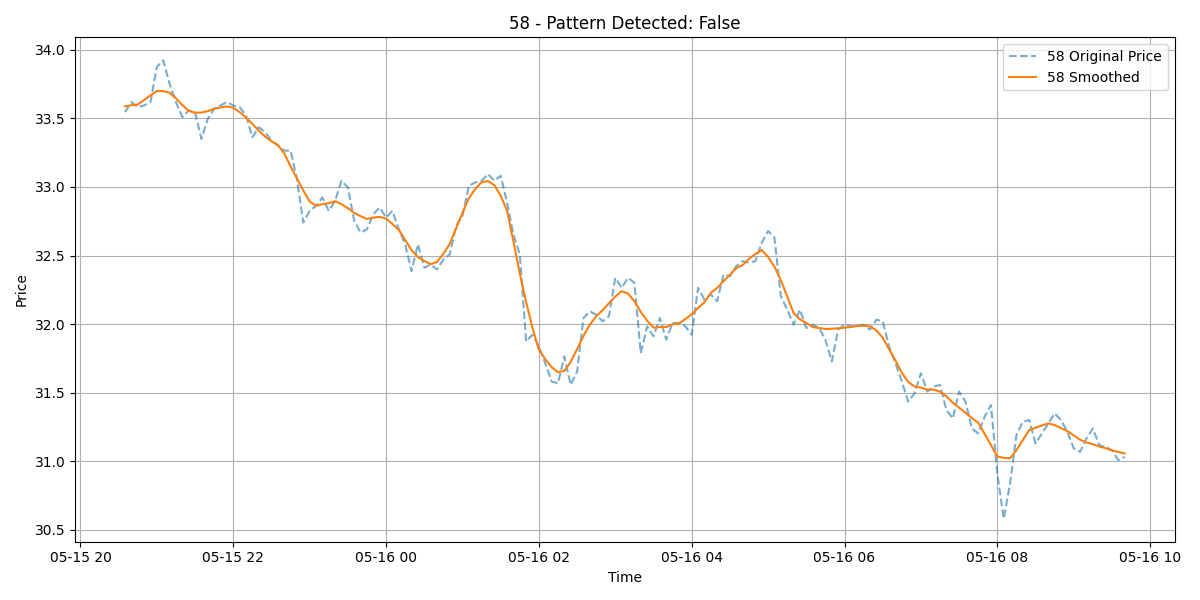 58 - Pattern Detected: False
58 Original Price
58 Smoothed
Price
34.0
33.5
33.0
32.5
32.0
31.5
31.0
30.5
05-15 20 05-15 22 05-16 00 05-16 02 05-16 04 05-16 06 05-16 08 05-16 10
Time